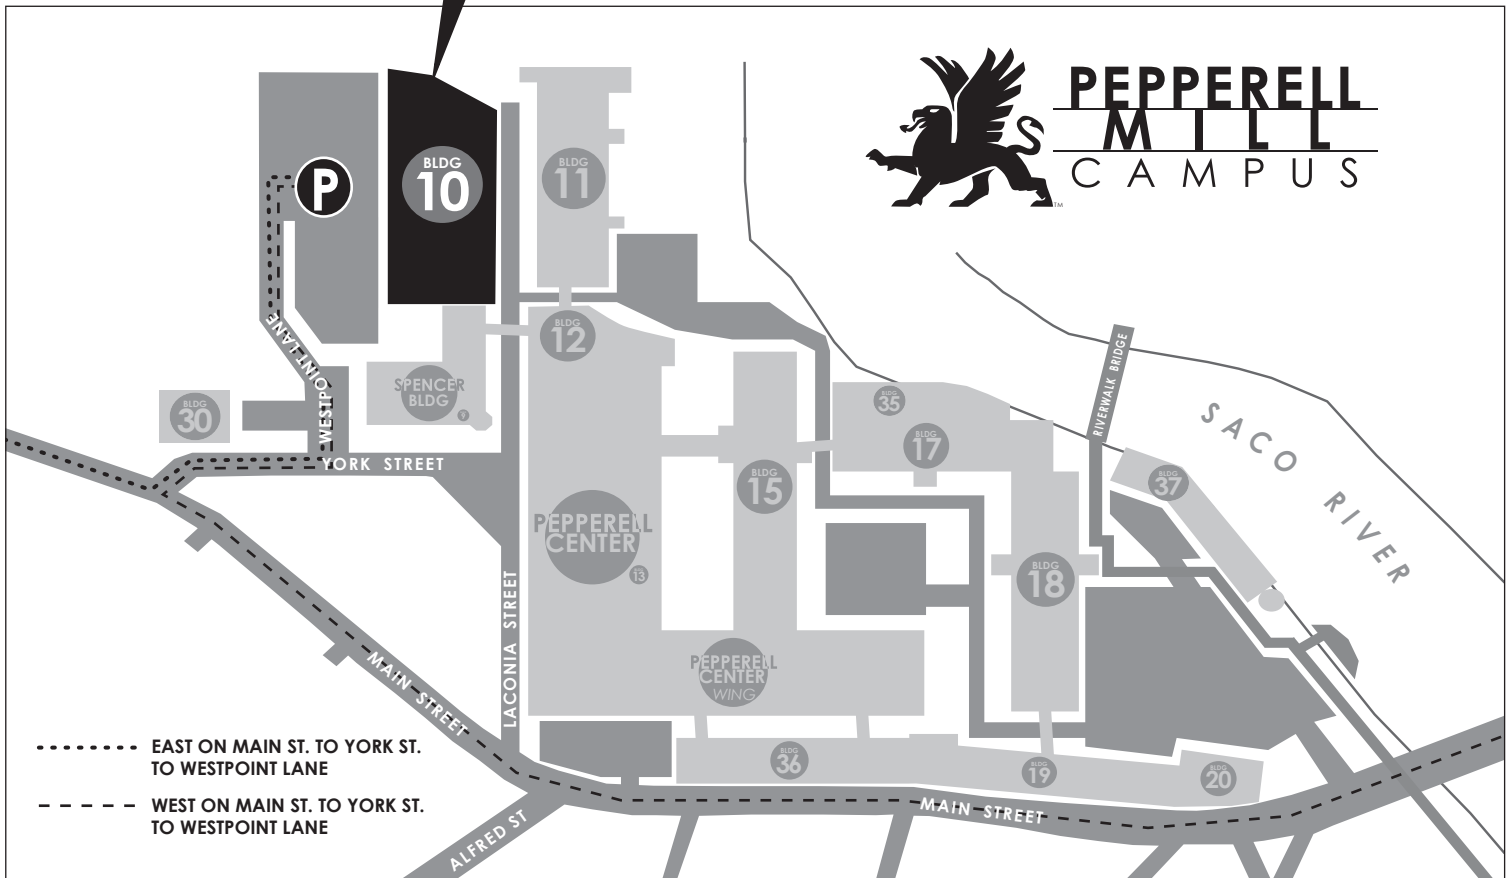 PEPPERELL
MILL
CAMPUS
TM
P
BLDG
10
BLDG
11
BLDG
12
WESTPOINT LANE
SPENCER
BLDG
9
BLDG
30
YORK STREET
BLDG
35
BLDG
17
BLDG
15
RIVERWALK BRIDGE
SACO RIVER
BLDG
37
PEPPERELL
CENTER
BLDG
13
BLDG
18
LACONIA STREET
MAIN STREET
PEPPERELL
CENTER
WING
BLDG
36
BLDG
19
BLDG
20
MAIN STREET
ALFRED ST
EAST ON MAIN ST. TO YORK ST.
TO WESTPOINT LANE
WEST ON MAIN ST. TO YORK ST.
TO WESTPOINT LANE